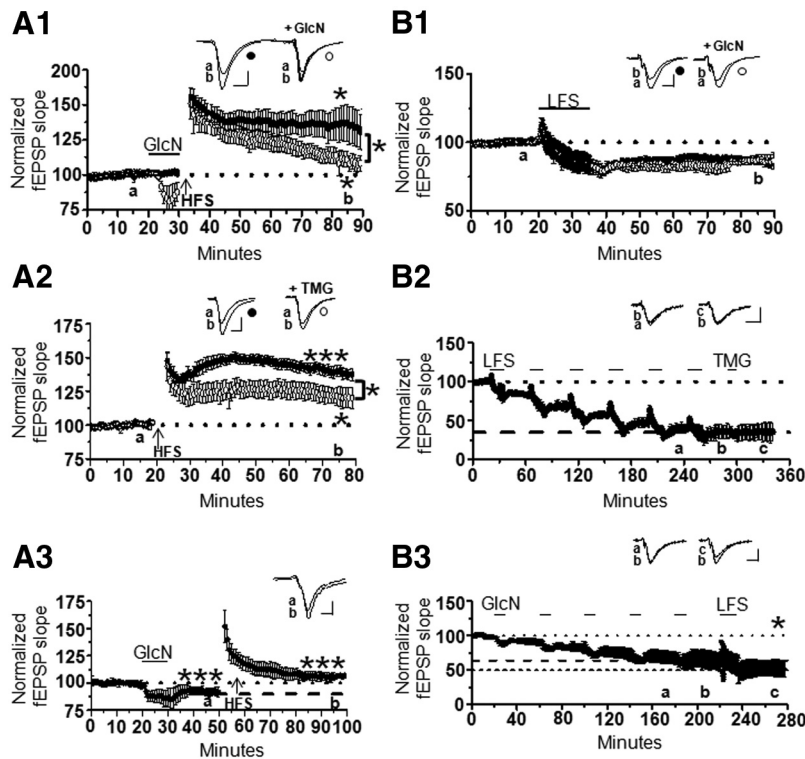 A1
+ GlcN
a
b
a
b
Normalized
fEPSP slope
200
150
125
100
75
GlcN
a
HFS
*
*
*
b
0 10 20 30 40 50 60 70 80 90
Minutes
B1
+ GlcN
b
a
b
a
Normalized
fEPSP slope
150
100
50
LFS
a
b
0 10 20 30 40 50 60 70 80 90
Minutes
A2
+ TMG
a
b
a
b
Normalized
fEPSP slope
175
150
125
100
75
a
HFS
***
*
*
b
0 10 20 30 40 50 60 70 80
Minutes
B2
b
a
c
b
Normalized
fEPSP slope
150
100
50
0
LFS
TMG
a
b
c
0 60 120 180 240 300 360
Minutes
A3
a
b
Normalized
fEPSP slope
175
150
125
100
75
GlcN
***
a
HFS
***
b
0 10 20 30 40 50 60 70 80 90 100
Minutes
B3
a
b
c
b
Normalized
fEPSP slope
150
100
50
0
GlcN
LFS
*
a
b
c
0 40 80 120 160 200 240 280
Minutes